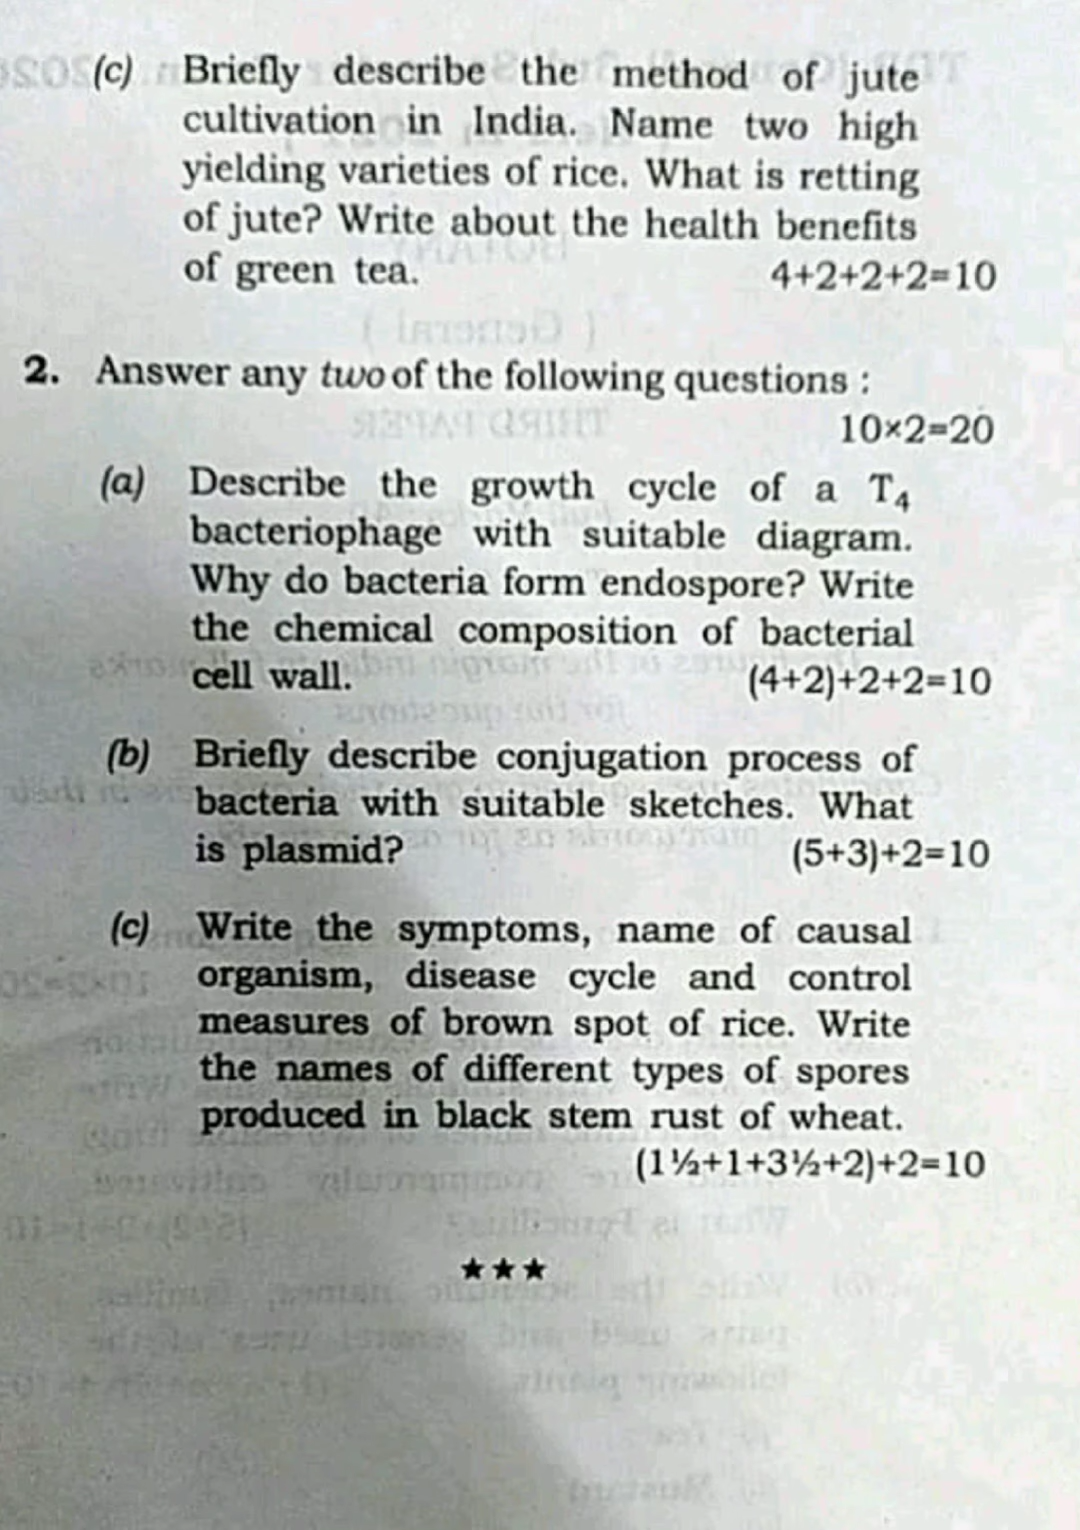 (c) Briefly describe the method of jute
cultivation in India. Name two high
yielding varieties of rice. What is retting
of jute? Write about the health benefits
of green tea. 4+2+2+2=10
2. Answer any two of the following questions :
10×2=20
(a) Describe the growth cycle of a T4
bacteriophage with suitable diagram.
Why do bacteria form endospore? Write
the chemical composition of bacterial
cell wall. (4+2)+2+2=10
(b) Briefly describe conjugation process of
bacteria with suitable sketches. What
is plasmid? (5+3)+2=10
(c) Write the symptoms, name of causal
organism, disease cycle and control
measures of brown spot of rice. Write
the names of different types of spores
produced in black stem rust of wheat.
(1½+1+3½+2)+2=10
★★★